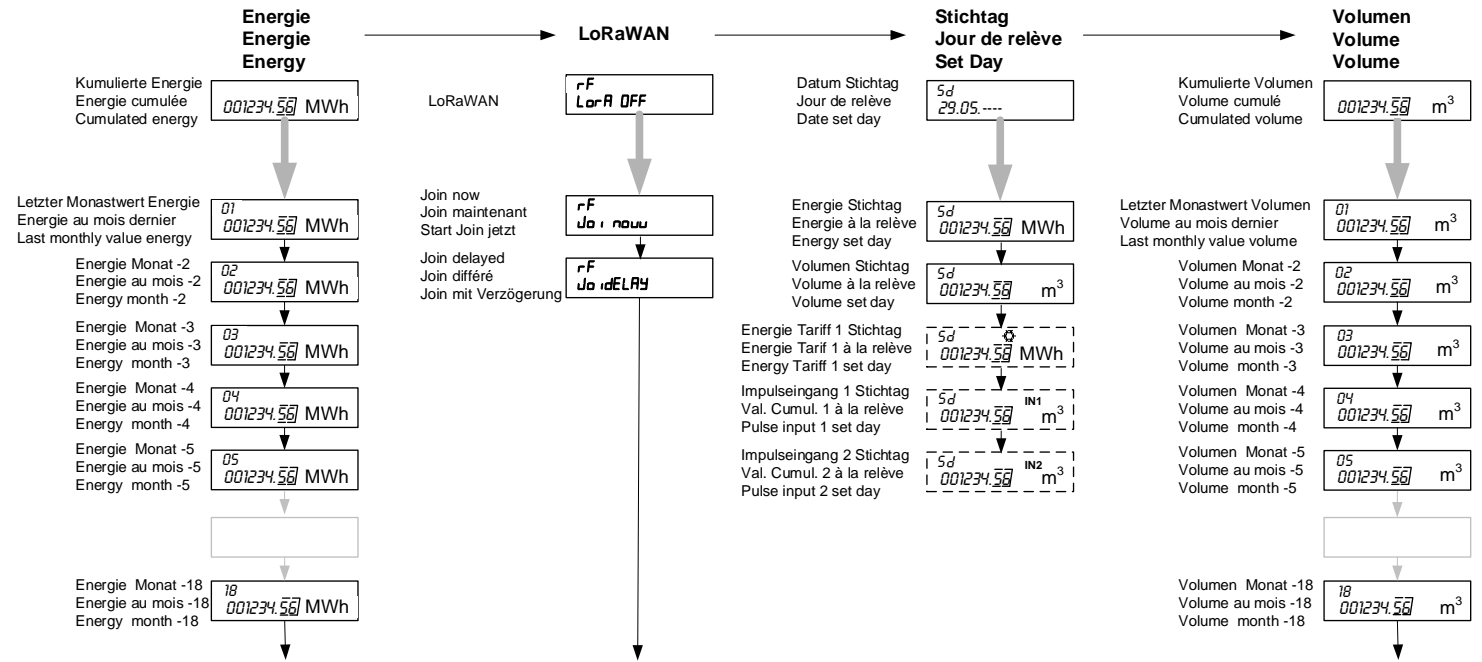 Energie
Energie
Energy
Kumulierte Energie
Energie cumulée
Cumulated energy
001234.56 MWh
Letzter Monastwert Energie
Energie au mois dernier
Last monthly value energy
01
001234.56 MWh
Energie Monat -2
Energie au mois -2
Energy month -2
02
001234.56 MWh
Energie Monat -3
Energie au mois -3
Energy month -3
03
001234.56 MWh
Energie Monat -4
Energie au mois -4
Energy month -4
04
001234.56 MWh
Energie Monat -5
Energie au mois -5
Energy month -5
05
001234.56 MWh
Energie Monat -18
Energie au mois -18
Energy month -18
18
001234.56 MWh
LoRaWAN
LoRaWAN
rF
LorA OFF
Join now
Join maintenant
Start Join jetzt
rF
Joi nouu
Join delayed
Join différé
Join mit Verzögerung
rF
JoidELAY
Stichtag
Jour de relève
Set Day
Datum Stichtag
Jour de relève
Date set day
Sd
29.05.----
Energie Stichtag
Energie à la relève
Energy set day
Sd
001234.56 MWh
Volumen Stichtag
Volume à la relève
Volume set day
Sd
001234.56 m³
Energie Tariff 1 Stichtag
Energie Tarif 1 à la relève
Energy Tariff 1 set day
Sd
001234.56 MWh
Impulseingang 1 Stichtag
Val. Cumul. 1 à la relève
Pulse input 1 set day
Sd IN1
001234.56 m³
Impulseingang 2 Stichtag
Val. Cumul. 2 à la relève
Pulse input 2 set day
Sd IN2
001234.56 m³
Volumen
Volume
Volume
Kumulierte Volumen
Volume cumulé
Cumulated volume
001234.56 m³
Letzter Monastwert Volumen
Volume au mois dernier
Last monthly value volume
01
001234.56 m³
Volumen Monat -2
Volume au mois -2
Volume month -2
02
001234.56 m³
Volumen Monat -3
Volume au mois -3
Volume month -3
03
001234.56 m³
Volumen Monat -4
Volume au mois -4
Volume month -4
04
001234.56 m³
Volumen Monat -5
Volume au mois -5
Volume month -5
05
001234.56 m³
Volumen Monat -18
Volume au mois -18
Volume month -18
18
001234.56 m³